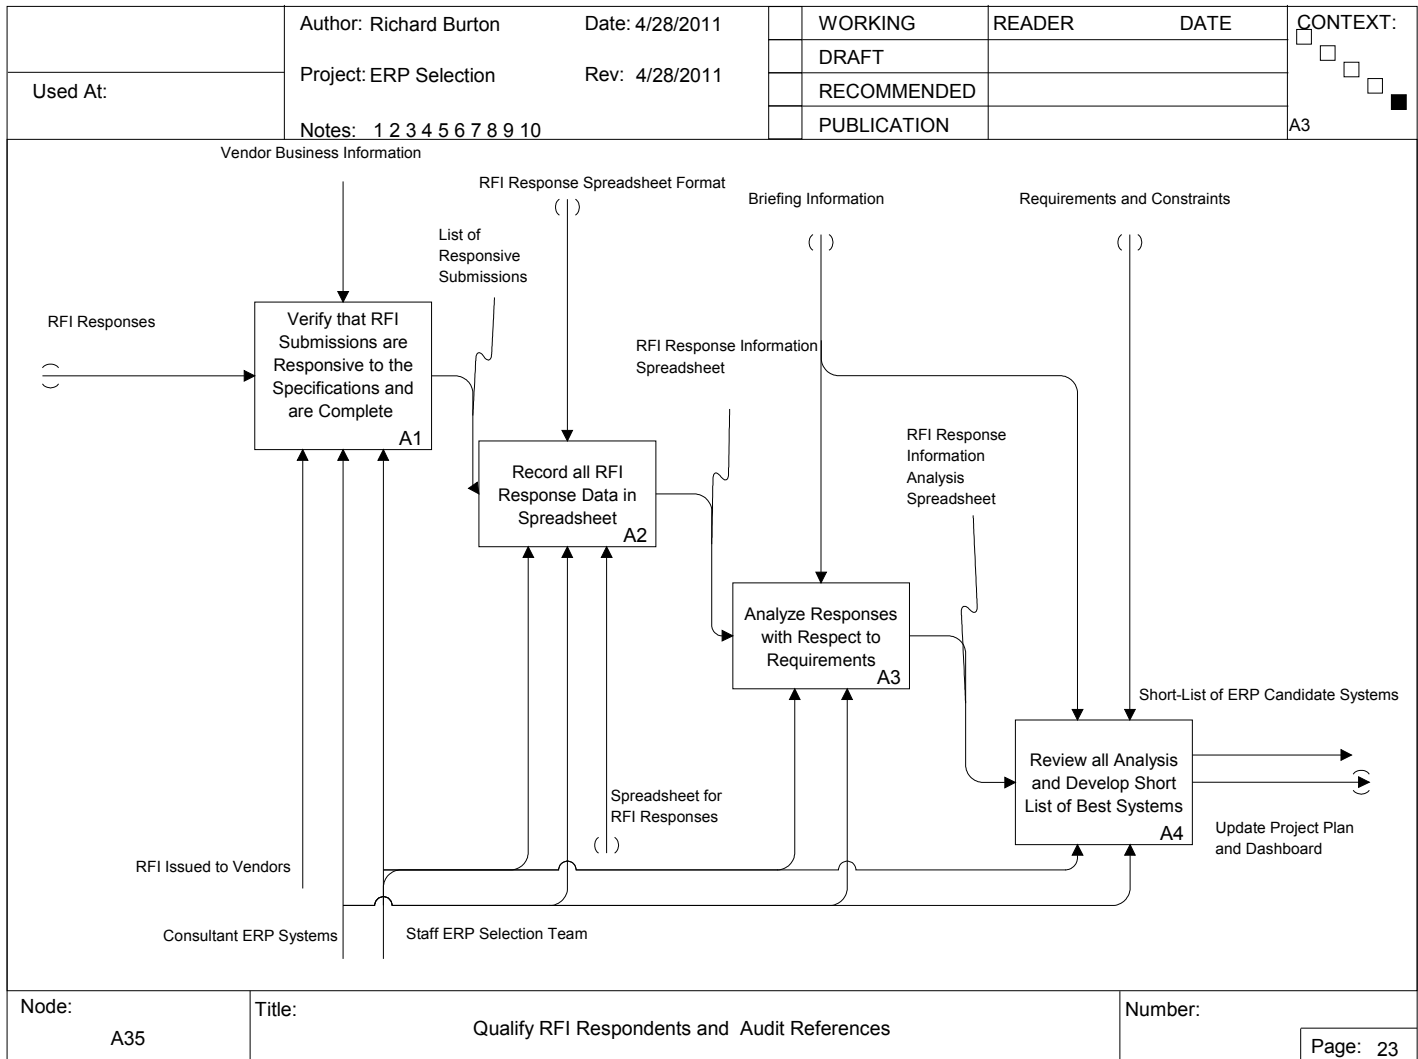 Used At:
Author: Richard Burton
Date: 4/28/2011
Project: ERP Selection
Rev: 4/28/2011
Notes: 1 2 3 4 5 6 7 8 9 10
WORKING
DRAFT
RECOMMENDED
PUBLICATION
READER DATE
CONTEXT:
A3
Vendor Business Information
RFI Response Spreadsheet Format
Briefing Information
Requirements and Constraints
List of
Responsive
Submissions
RFI Responses
Verify that RFI
Submissions are
Responsive to the
Specifications and
are Complete
A1
RFI Response Information
Spreadsheet
RFI Response
Information
Analysis
Spreadsheet
Record all RFI
Response Data in
Spreadsheet
A2
Analyze Responses
with Respect to
Requirements
A3
Short-List of ERP Candidate Systems
Review all Analysis
and Develop Short
List of Best Systems
A4
Spreadsheet for
RFI Responses
Update Project Plan
and Dashboard
RFI Issued to Vendors
Consultant ERP Systems
Staff ERP Selection Team
Node:
A35
Title:
Qualify RFI Respondents and Audit References
Number:
Page: 23